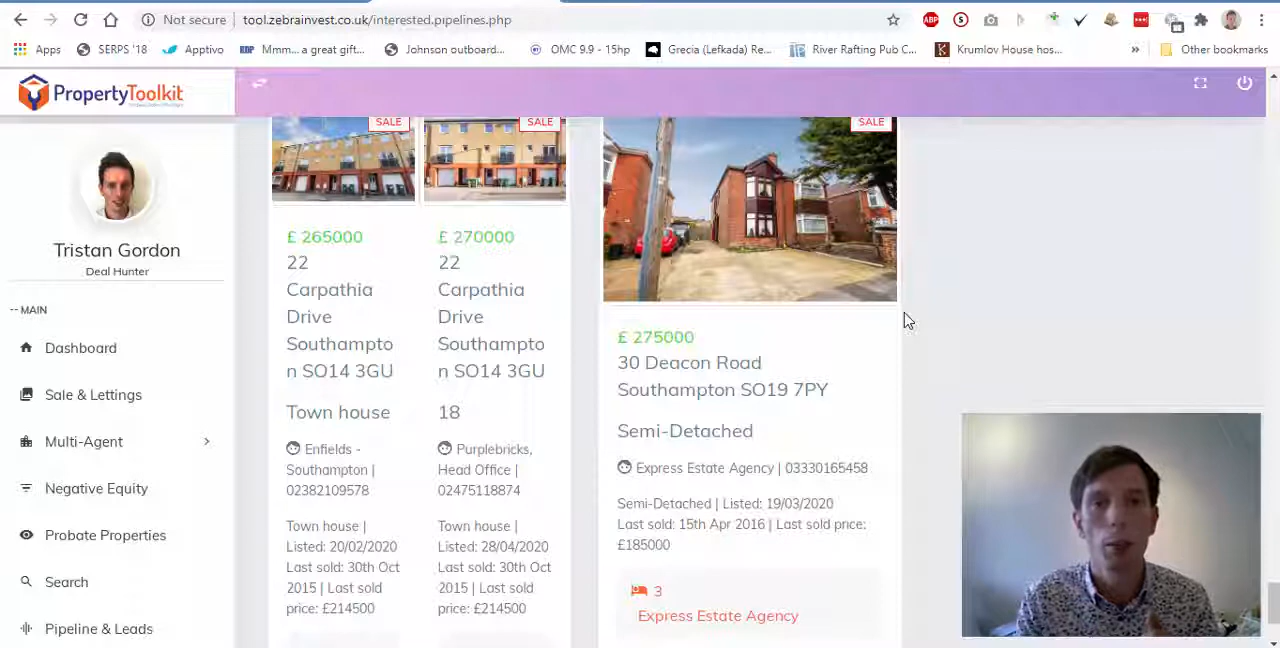 Not secure | tool.zebrainvest.co.uk/interested.pipelines.php
Apps SERPS '18 Apptivo Mmm... a great gift... Johnson outboard... OMC 9.9 - 15hp Grecia (Lefkada) Re... River Rafting Pub C... Krumlov House hos... » Other bookmarks
PropertyToolkit
Tristan Gordon
Deal Hunter
-- MAIN
Dashboard
Sale & Lettings
Multi-Agent
Negative Equity
Probate Properties
Search
Pipeline & Leads
SALE
£ 265000
22
Carpathia
Drive
Southampto
n SO14 3GU
Town house
Enfields -
Southampton |
02382109578
Town house |
Listed: 20/02/2020
Last sold: 30th Oct
2015 | Last sold
price: £214500
SALE
£ 270000
22
Carpathia
Drive
Southampto
n SO14 3GU
18
Purplebricks,
Head Office |
02475118874
Town house |
Listed: 28/04/2020
Last sold: 30th Oct
2015 | Last sold
price: £214500
SALE
£ 275000
30 Deacon Road
Southampton SO19 7PY
Semi-Detached
Express Estate Agency | 03330165458
Semi-Detached | Listed: 19/03/2020
Last sold: 15th Apr 2016 | Last sold price:
£185000
3
Express Estate Agency